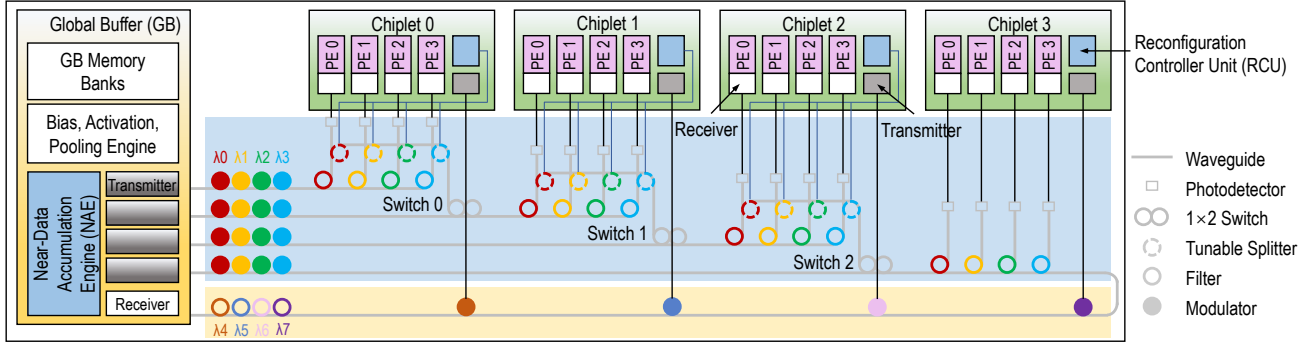 Global Buffer (GB)
GB Memory
Banks
Bias, Activation,
Pooling Engine
Near-Data
Accumulation
Engine (NAE)
Transmitter
Receiver
λ0 λ1 λ2 λ3
λ4 λ5 λ6 λ7
Chiplet 0
PE 0 PE 1 PE 2 PE 3
Chiplet 1
PE 0 PE 1 PE 2 PE 3
Chiplet 2
PE 0 PE 1 PE 2 PE 3
Chiplet 3
PE 0 PE 1 PE 2 PE 3
Receiver
Transmitter
Switch 0
Switch 1
Switch 2
Reconfiguration
Controller Unit (RCU)
Waveguide
Photodetector
1×2 Switch
Tunable Splitter
Filter
Modulator